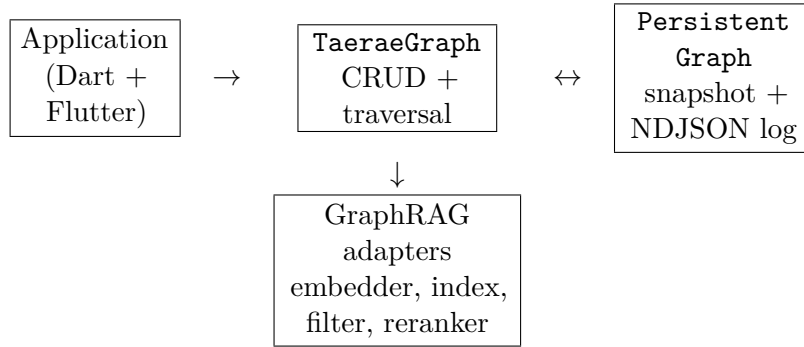 Application
(Dart +
Flutter)
→
TaeraeGraph
CRUD +
traversal
↔
Persistent
Graph
snapshot +
NDJSON log
↓
GraphRAG
adapters
embedder, index,
filter, reranker